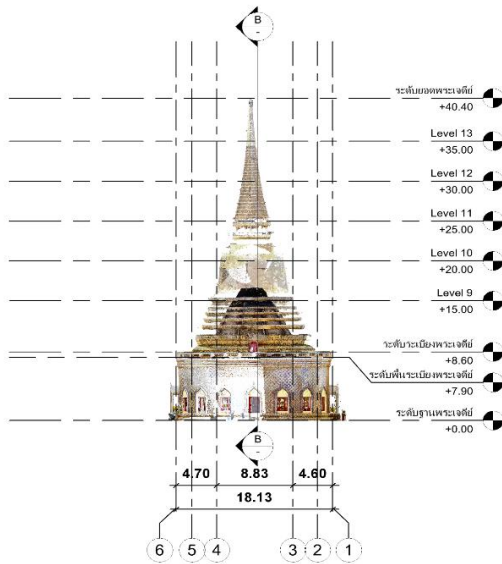 B
-
ระดับยอดพระเจดีย์
+40.40
Level 13
+35.00
Level 12
+30.00
Level 11
+25.00
Level 10
+20.00
Level 9
+15.00
ระดับระเบียงพระเจดีย์
+8.60
ระดับพื้นระเบียงพระเจดีย์
+7.90
ระดับฐานพระเจดีย์
+0.00
B
-
4.70 8.83 4.60
18.13
6 5 4 3 2 1